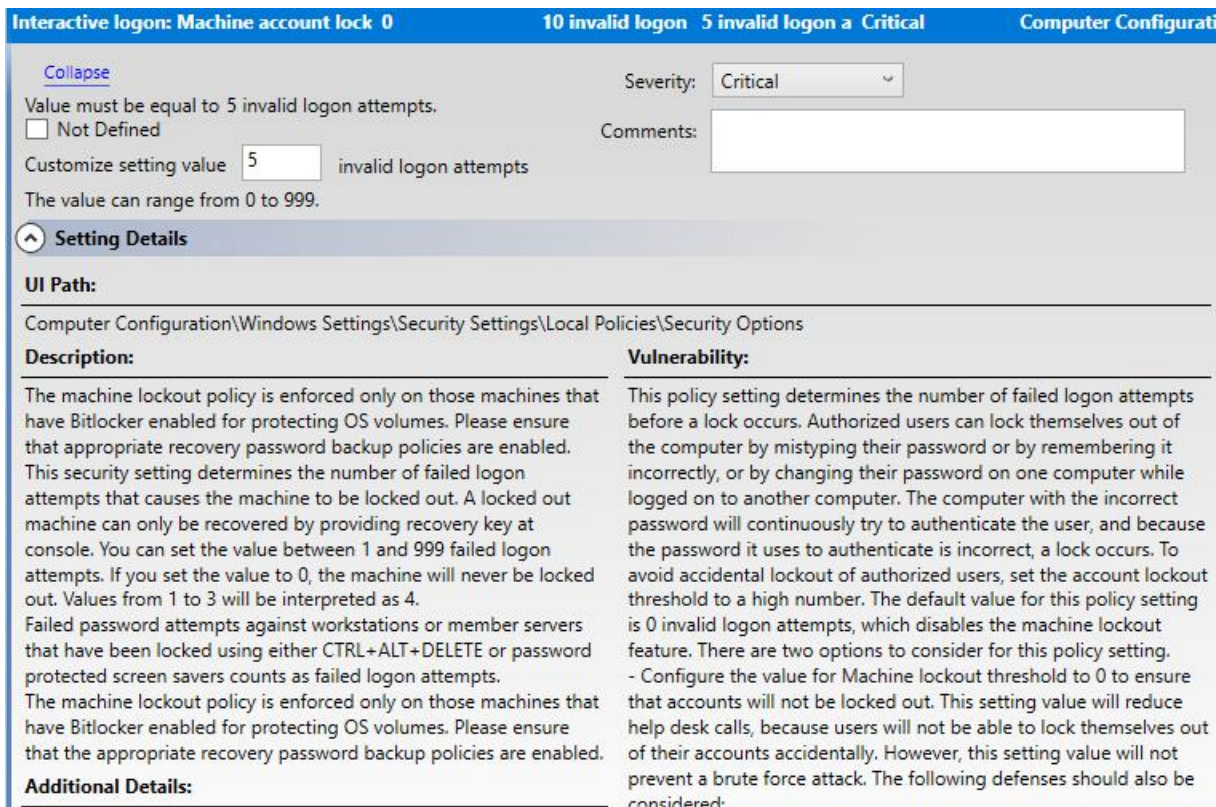 Interactive logon: Machine account lock 0 10 invalid logon 5 invalid logon a Critical Computer Configurati
Collapse
Severity: Critical
Value must be equal to 5 invalid logon attempts.
Not Defined
Comments:
Customize setting value 5 invalid logon attempts
The value can range from 0 to 999.
Setting Details
UI Path:
Computer Configuration\Windows Settings\Security Settings\Local Policies\Security Options
Description:
The machine lockout policy is enforced only on those machines that
have Bitlocker enabled for protecting OS volumes. Please ensure
that appropriate recovery password backup policies are enabled.
This security setting determines the number of failed logon
attempts that causes the machine to be locked out. A locked out
machine can only be recovered by providing recovery key at
console. You can set the value between 1 and 999 failed logon
attempts. If you set the value to 0, the machine will never be locked
out. Values from 1 to 3 will be interpreted as 4.
Failed password attempts against workstations or member servers
that have been locked using either CTRL+ALT+DELETE or password
protected screen savers counts as failed logon attempts.
The machine lockout policy is enforced only on those machines that
have Bitlocker enabled for protecting OS volumes. Please ensure
that the appropriate recovery password backup policies are enabled.
Additional Details:
Vulnerability:
This policy setting determines the number of failed logon attempts
before a lock occurs. Authorized users can lock themselves out of
the computer by mistyping their password or by remembering it
incorrectly, or by changing their password on one computer while
logged on to another computer. The computer with the incorrect
password will continuously try to authenticate the user, and because
the password it uses to authenticate is incorrect, a lock occurs. To
avoid accidental lockout of authorized users, set the account lockout
threshold to a high number. The default value for this policy setting
is 0 invalid logon attempts, which disables the machine lockout
feature. There are two options to consider for this policy setting.
- Configure the value for Machine lockout threshold to 0 to ensure
that accounts will not be locked out. This setting value will reduce
help desk calls, because users will not be able to lock themselves out
of their accounts accidentally. However, this setting value will not
prevent a brute force attack. The following defenses should also be
considered: